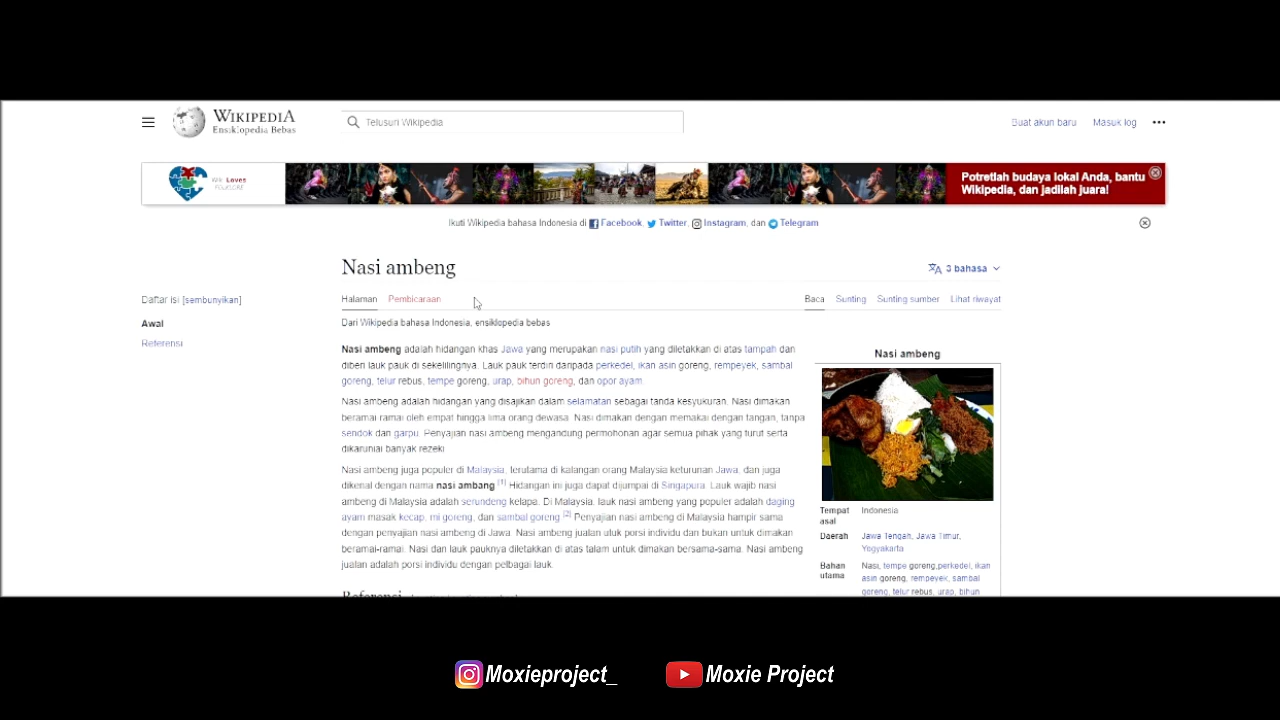 WIKIPEDIA
Ensiklopedia Bebas
Telusuri Wikipedia
Buat akun baru
Masuk log
Wiki Loves
FOLKLORE
Potretlah budaya lokal Anda, bantu
Wikipedia, dan jadilah juara!
Ikuti Wikipedia bahasa Indonesia di Facebook, Twitter, Instagram, dan Telegram
Nasi ambeng
3 bahasa
Daftar isi [sembunyikan]
Awal
Referensi
Halaman Pembicaraan
Baca Sunting Sunting sumber Lihat riwayat
Dari Wikipedia bahasa Indonesia, ensiklopedia bebas
Nasi ambeng adalah hidangan khas Jawa yang merupakan nasi putih yang diletakkan di atas tampah dan
diberi lauk pauk di sekelilingnya. Lauk pauk terdiri daripada perkedel, ikan asin goreng, rempeyek, sambal
goreng, telur rebus, tempe goreng, urap, bihun goreng, dan opor ayam.
Nasi ambeng adalah hidangan yang disajikan dalam selamatan sebagai tanda kesyukuran. Nasi dimakan
beramai ramai oleh empat hingga lima orang dewasa. Nasi dimakan dengan memakai dengan tangan, tanpa
sendok dan garpu. Penyajian nasi ambeng mengandung permohonan agar semua pihak yang turut serta
dikaruniai banyak rezeki
Nasi ambeng juga populer di Malaysia, terutama di kalangan orang Malaysia keturunan Jawa, dan juga
dikenal dengan nama nasi ambang [1] Hidangan ini juga dapat dijumpai di Singapura. Lauk wajib nasi
ambeng di Malaysia adalah serundeng kelapa. Di Malaysia, lauk nasi ambeng yang populer adalah daging
ayam masak kecap, mi goreng, dan sambal goreng [2] Penyajian nasi ambeng di Malaysia hampir sama
dengan penyajian nasi ambeng di Jawa. Nasi ambeng jualan utuk porsi individu dan bukan untuk dimakan
beramai-ramai. Nasi dan lauk pauknya diletakkan di atas talam untuk dimakan bersama-sama. Nasi ambeng
jualan adalah porsi individu dengan pelbagai lauk.
Referensi
Nasi ambeng
Tempat
asal
Indonesia
Daerah
Jawa Tengah, Jawa Timur,
Yogyakarta
Bahan
utama
Nasi, tempe goreng,perkedel, ikan
asin goreng, rempeyek, sambal
goreng, telur rebus, urap, bihun
Moxieproject_
Moxie Project